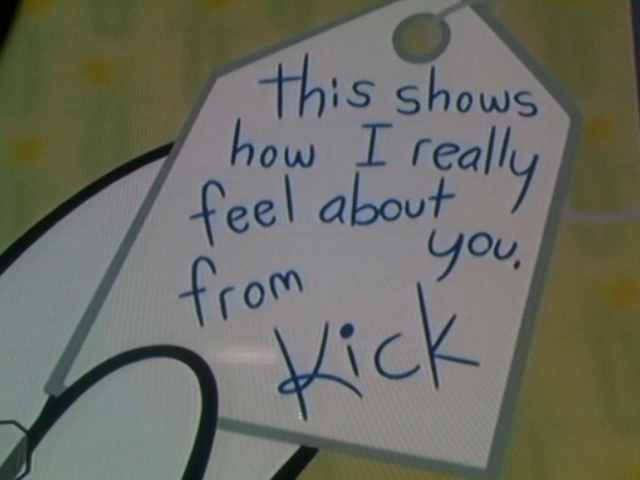 this shows
how I really
feel about
you.
from
Kick